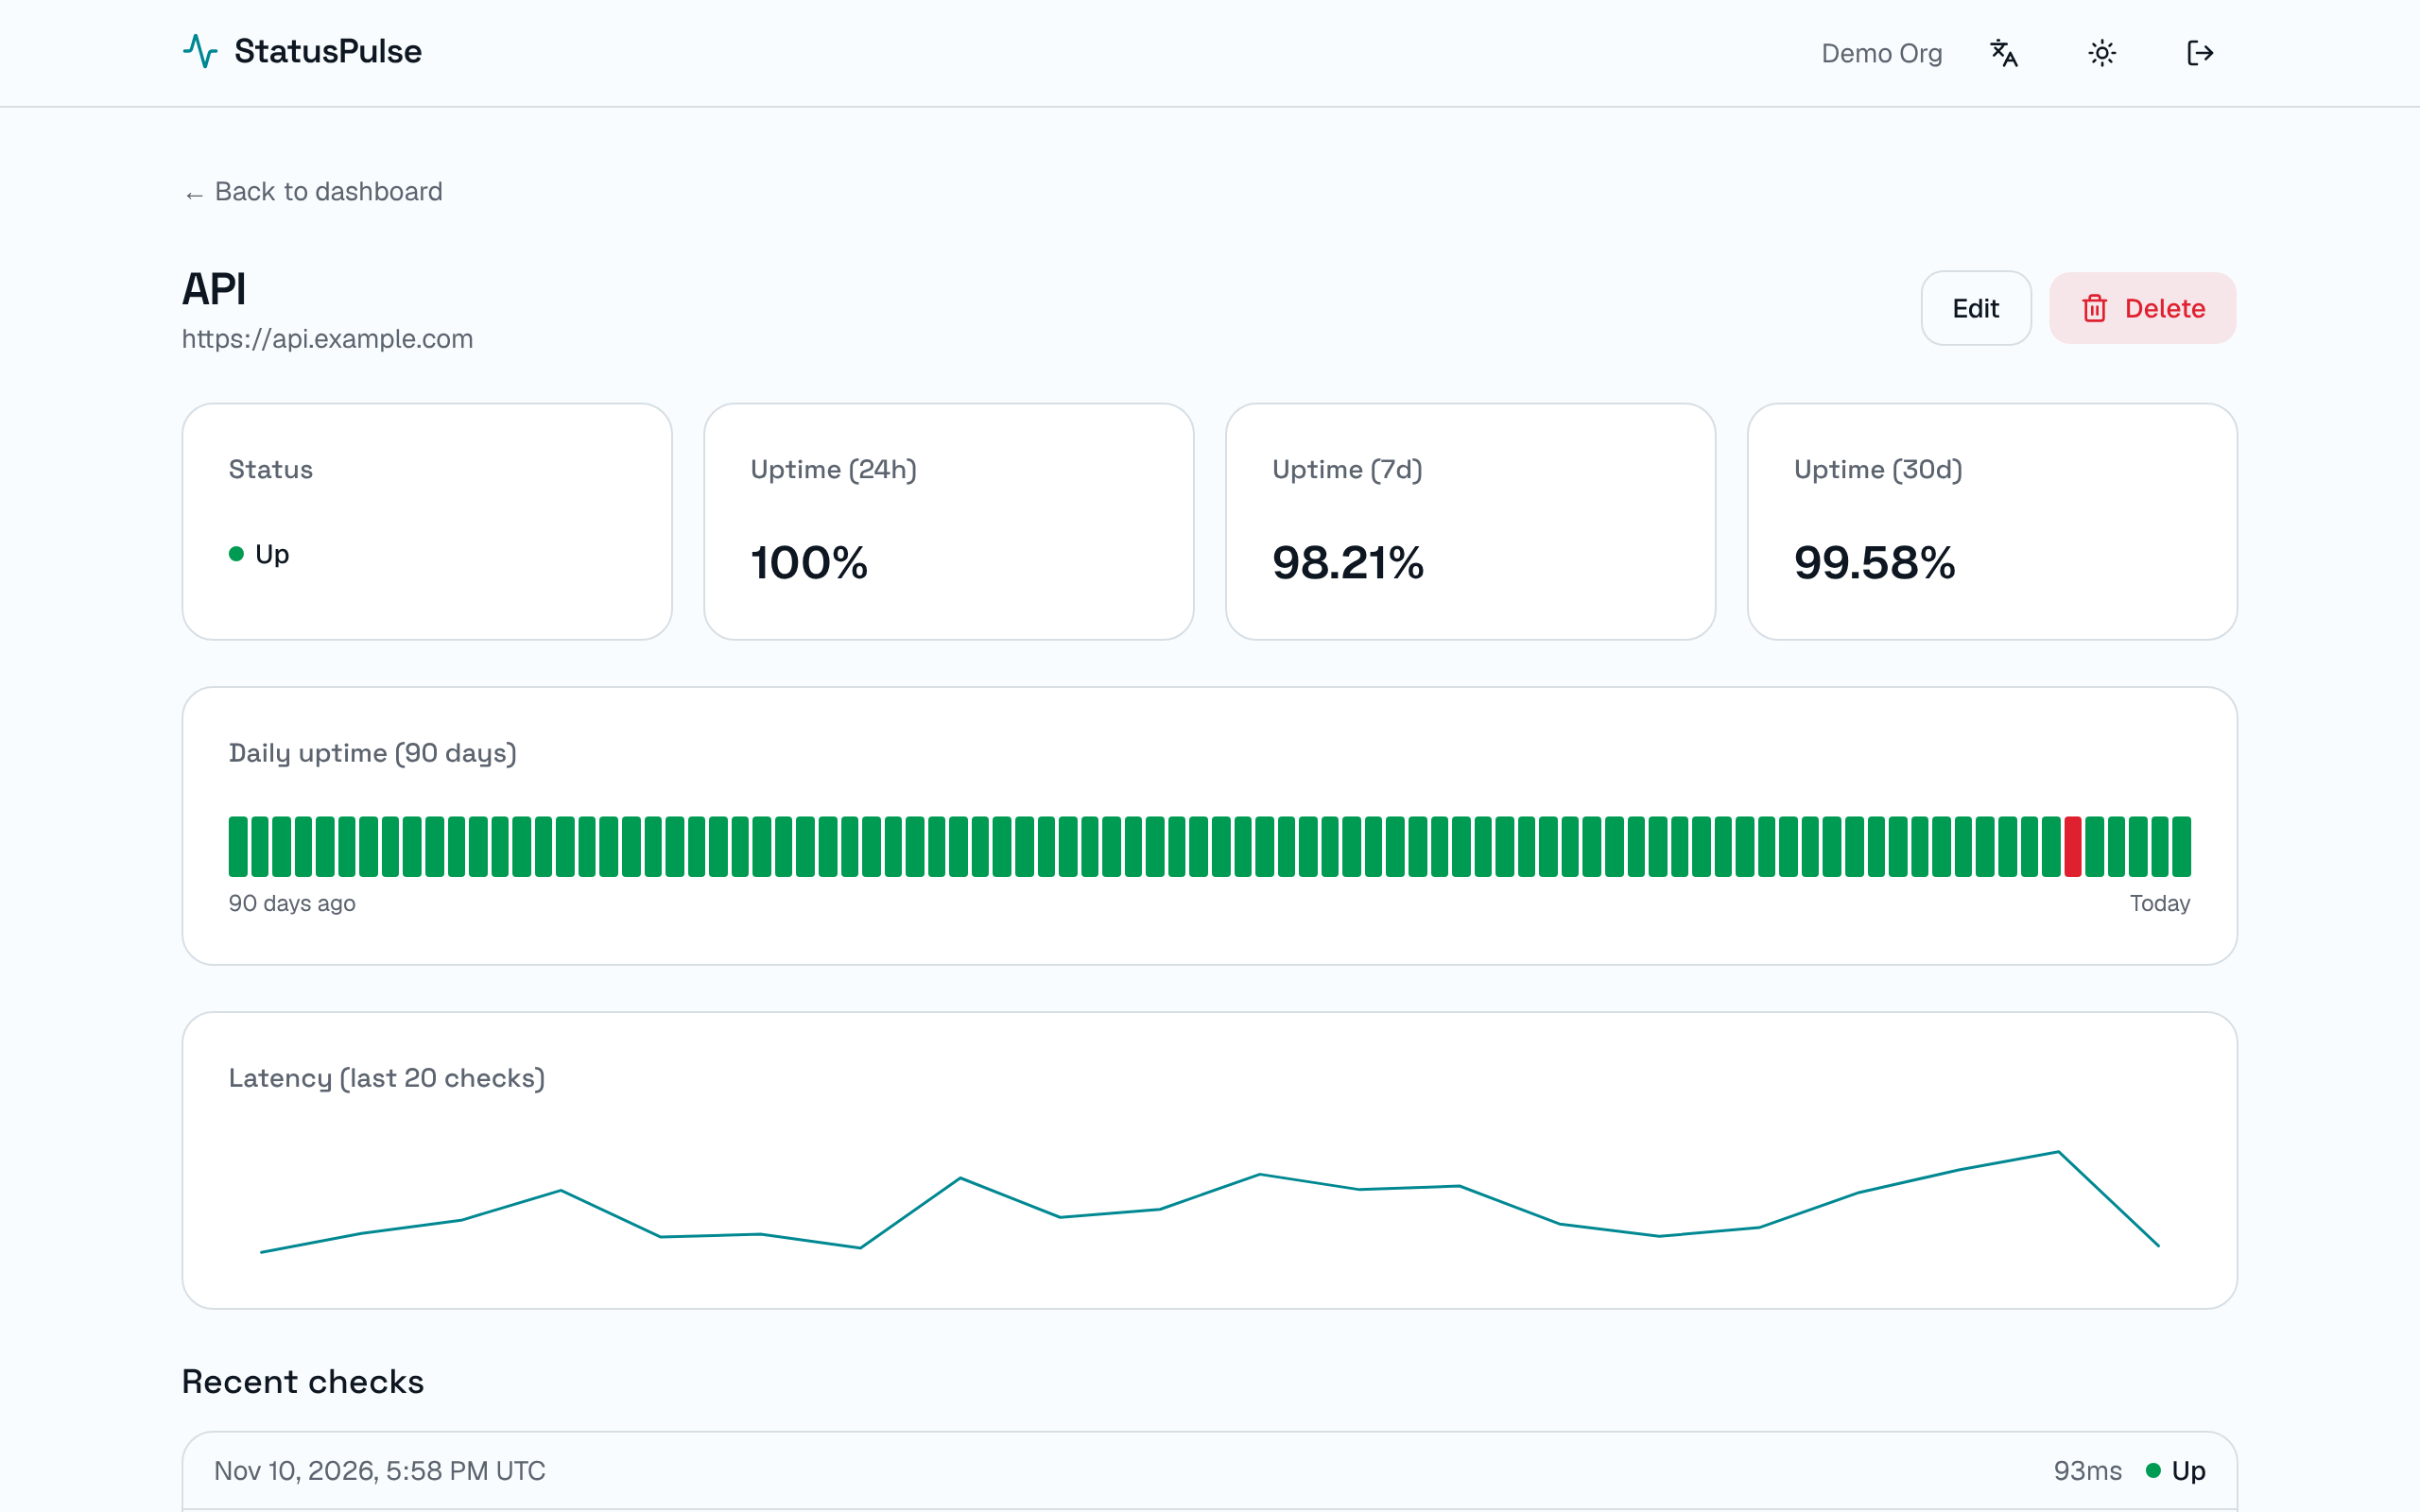 StatusPulse
Demo Org
← Back to dashboard
API
https://api.example.com
Edit
Delete
Status
Up
Uptime (24h)
100%
Uptime (7d)
98.21%
Uptime (30d)
99.58%
Daily uptime (90 days)
90 days ago
Today
Latency (last 20 checks)
Recent checks
Nov 10, 2026, 5:58 PM UTC
93ms
Up